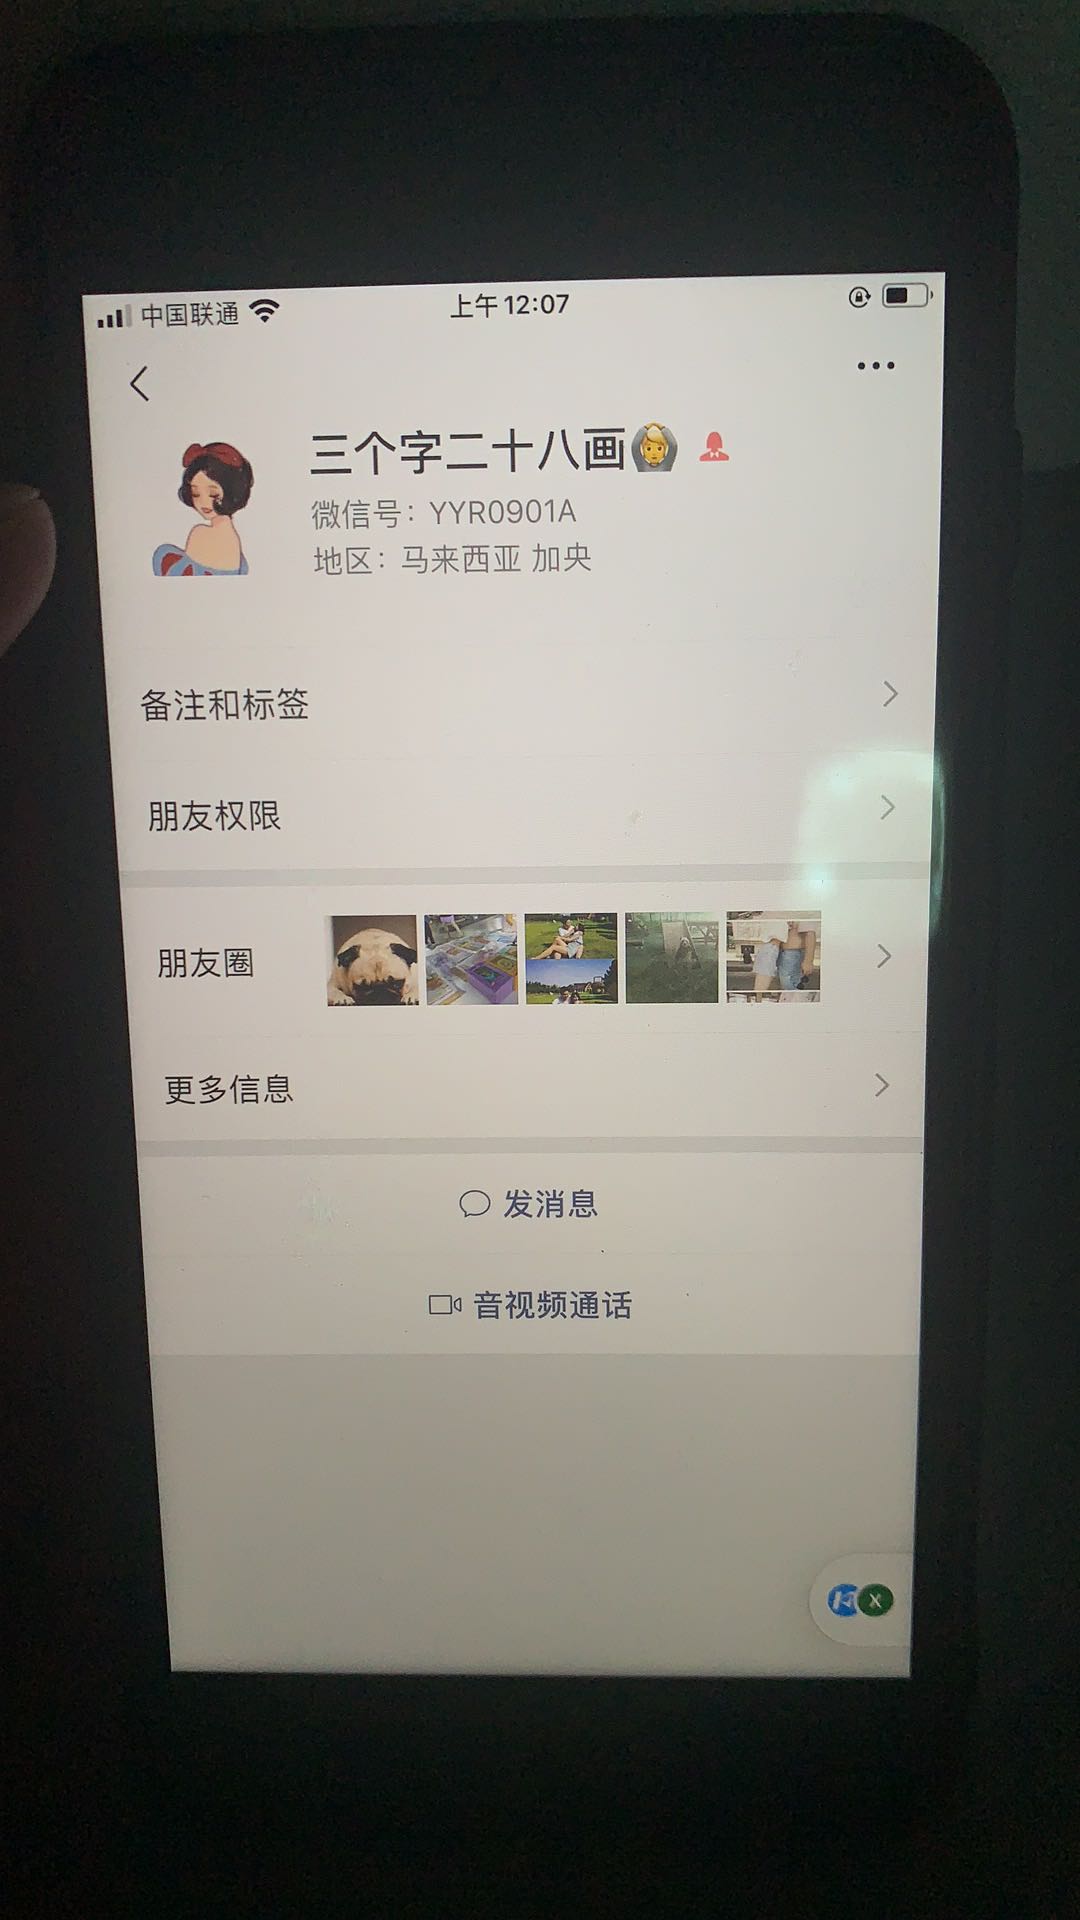 中国联通
上午12:07
三个字二十八画
微信号：YYR0901A
地区：马来西亚 加央
备注和标签
朋友权限
朋友圈
更多信息
发消息
音视频通话